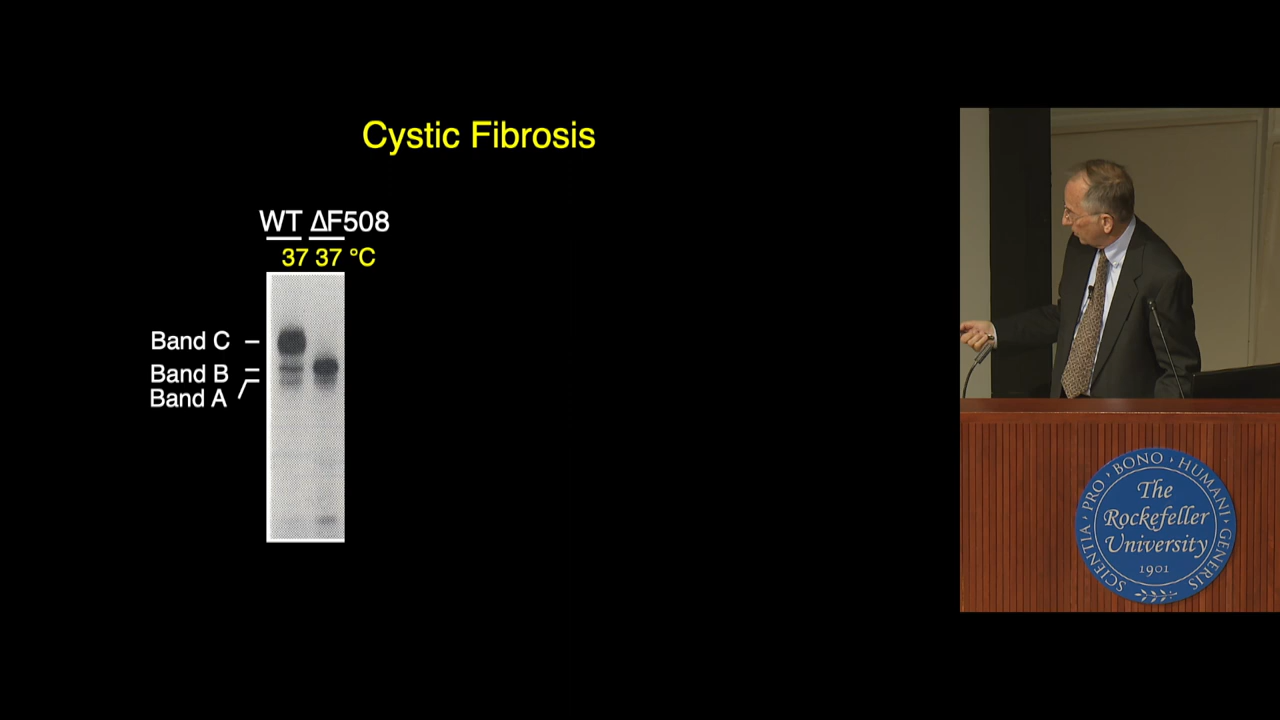 Cystic Fibrosis
WT ΔF508
37 37 °C
Band C
Band B
Band A
SCIENTIA · PRO · BONO · HUMANI · GENERIS
The
Rockefeller
University
1901